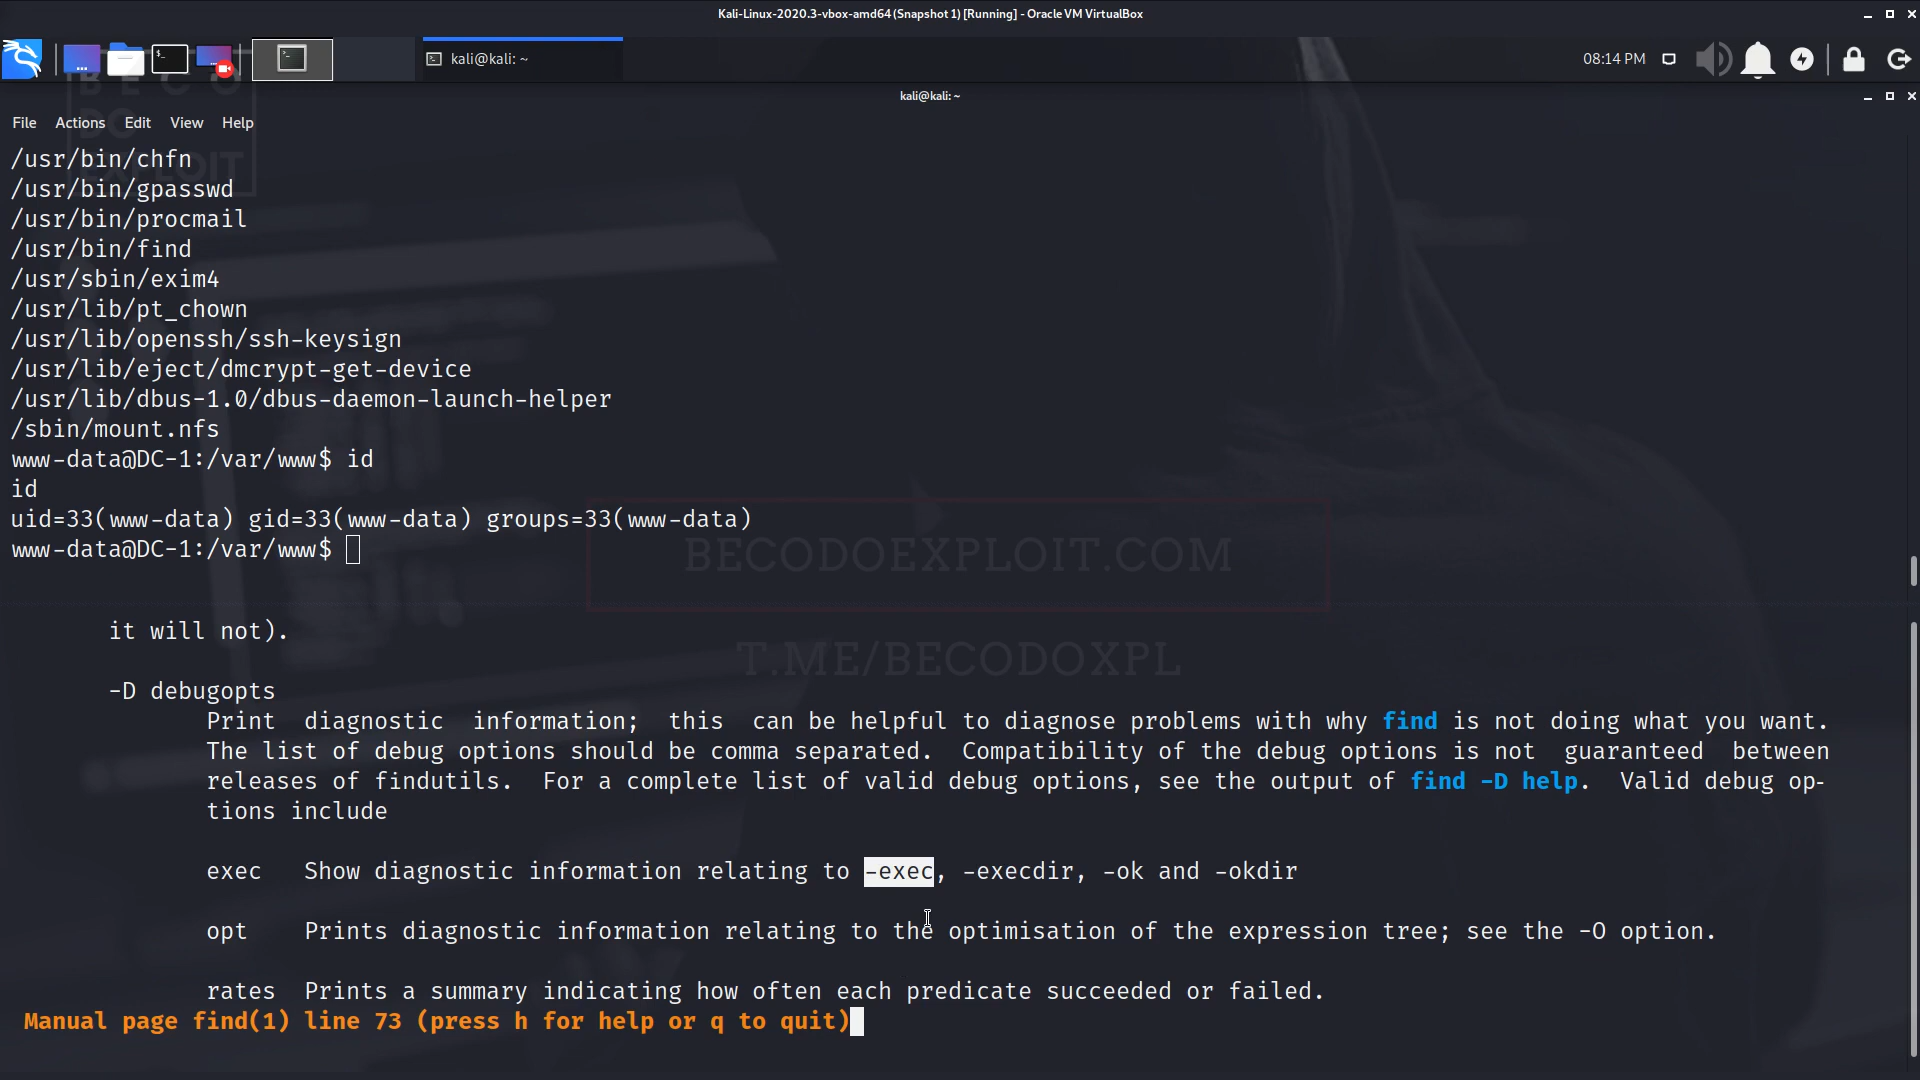 Kali-Linux-2020.3-vbox-amd64 (Snapshot 1) [Running] - Oracle VM VirtualBox
kali@kali: ~
08:14 PM
kali@kali: ~
File Actions Edit View Help
BECO
DO
EXPLOIT
/usr/bin/chfn
/usr/bin/gpasswd
/usr/bin/procmail
/usr/bin/find
/usr/sbin/exim4
/usr/lib/pt_chown
/usr/lib/openssh/ssh-keysign
/usr/lib/eject/dmcrypt-get-device
/usr/lib/dbus-1.0/dbus-daemon-launch-helper
/sbin/mount.nfs
www-data@DC-1:/var/www$ id
id
uid=33(www-data) gid=33(www-data) groups=33(www-data)
www-data@DC-1:/var/www$
BECODOEXPLOIT.COM
T.ME/BECODOXPL
it will not).
-D debugopts
Print diagnostic information; this can be helpful to diagnose problems with why find is not doing what you want.
The list of debug options should be comma separated. Compatibility of the debug options is not guaranteed between
releases of findutils. For a complete list of valid debug options, see the output of find -D help. Valid debug op-
tions include
exec Show diagnostic information relating to -exec, -execdir, -ok and -okdir
opt Prints diagnostic information relating to the optimisation of the expression tree; see the -O option.
rates Prints a summary indicating how often each predicate succeeded or failed.
Manual page find(1) line 73 (press h for help or q to quit)